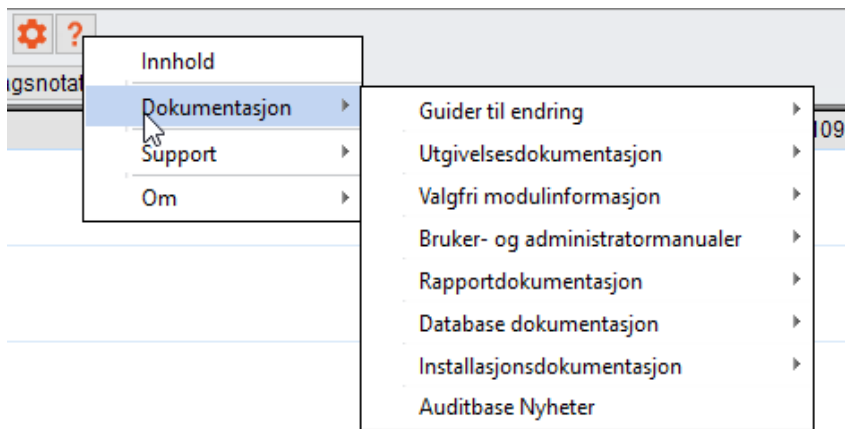 ?
Innhold
gsnotat
Dokumentasjon
Support
Om
Guider til endring
Utgivelsesdokumentasjon
Valgfri modulinformasjon
Bruker- og administratormanualer
Rapportdokumentasjon
Database dokumentasjon
Installasjonsdokumentasjon
Auditbase Nyheter
109